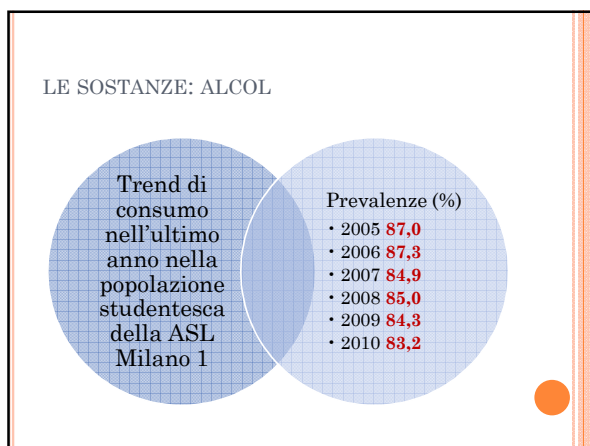 LE SOSTANZE: ALCOL
Trend di
consumo
nell'ultimo
anno nella
popolazione
studentesca
della ASL
Milano 1
Prevalenze (%)
• 2005 87,0
• 2006 87,3
• 2007 84,9
• 2008 85,0
• 2009 84,3
• 2010 83,2